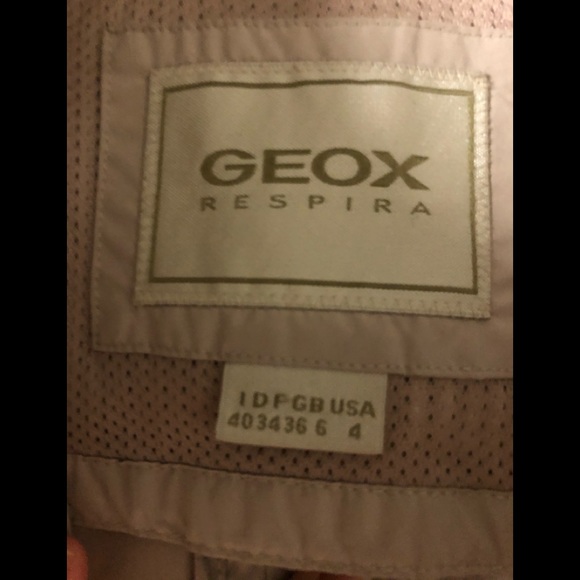 GEOX
RESPIRA
I D F GB USA
40 34 36 6 4